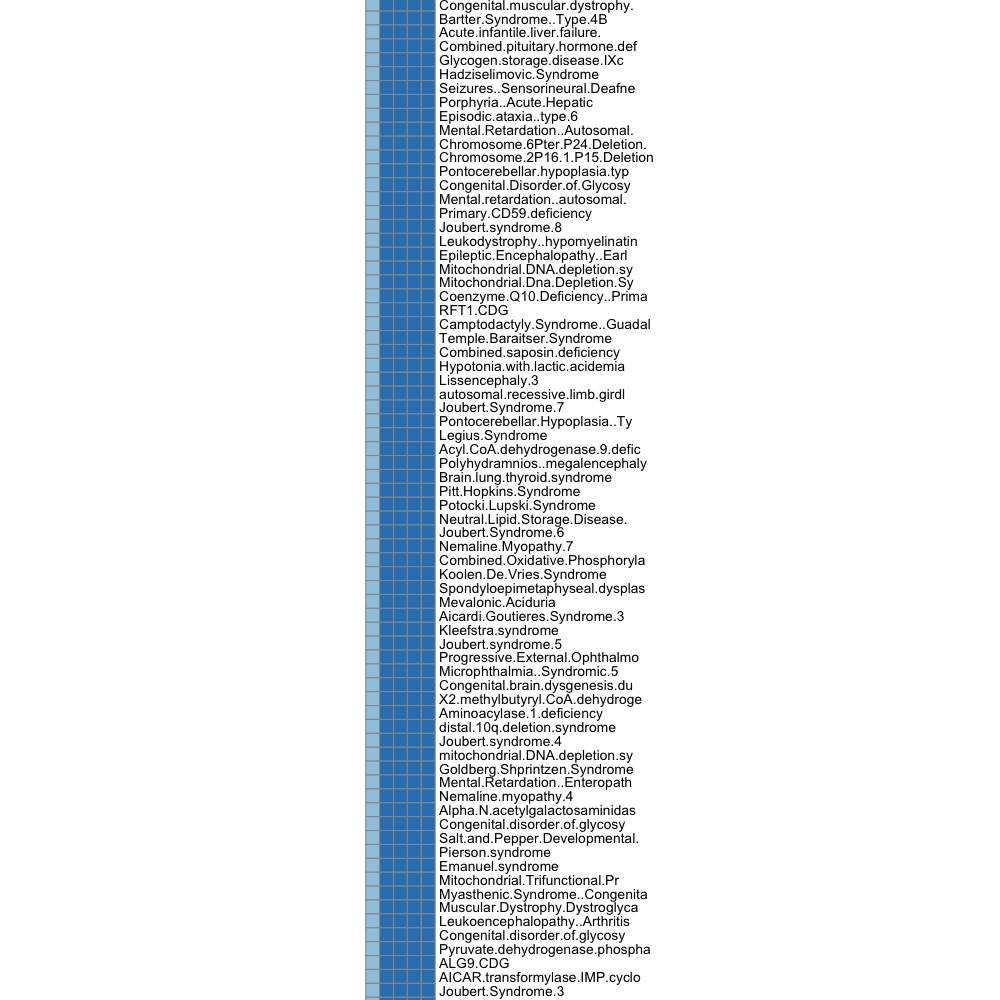 Congenital.muscular.dystrophy.
Bartter.Syndrome..Type.4B
Acute.infantile.liver.failure.
Combined.pituitary.hormone.def
Glycogen.storage.disease.IXc
Hadziselimovic.Syndrome
Seizures..Sensorineural.Deafne
Porphyria..Acute.Hepatic
Episodic.ataxia..type.6
Mental.Retardation..Autosomal.
Chromosome.6Pter.P24.Deletion.
Chromosome.2P16.1.P15.Deletion
Pontocerebellar.hypoplasia.typ
Congenital.Disorder.of.Glycosy
Mental.retardation..autosomal.
Primary.CD59.deficiency
Joubert.syndrome.8
Leukodystrophy..hypomyelinatin
Epileptic.Encephalopathy..Earl
Mitochondrial.DNA.depletion.sy
Mitochondrial.Dna.Depletion.Sy
Coenzyme.Q10.Deficiency..Prima
RFT1.CDG
Camptodactyly.Syndrome..Guadal
Temple.Baraitser.Syndrome
Combined.saposin.deficiency
Hypotonia.with.lactic.acidemia
Lissencephaly.3
autosomal.recessive.limb.girdl
Joubert.Syndrome.7
Pontocerebellar.Hypoplasia..Ty
Legius.Syndrome
Acyl.CoA.dehydrogenase.9.defic
Polyhydramnios..megalencephaly
Brain.lung.thyroid.syndrome
Pitt.Hopkins.Syndrome
Potocki.Lupski.Syndrome
Neutral.Lipid.Storage.Disease.
Joubert.Syndrome.6
Nemaline.Myopathy.7
Combined.Oxidative.Phosphoryla
Koolen.De.Vries.Syndrome
Spondyloepimetaphyseal.dysplas
Mevalonic.Aciduria
Aicardi.Goutieres.Syndrome.3
Kleefstra.syndrome
Joubert.syndrome.5
Progressive.External.Ophthalmo
Microphthalmia..Syndromic.5
Congenital.brain.dysgenesis.du
X2.methylbutyryl.CoA.dehydroge
Aminoacylase.1.deficiency
distal.10q.deletion.syndrome
Joubert.syndrome.4
mitochondrial.DNA.depletion.sy
Goldberg.Shprintzen.Syndrome
Mental.Retardation..Enteropath
Nemaline.myopathy.4
Alpha.N.acetylgalactosaminidas
Congenital.disorder.of.glycosy
Salt.and.Pepper.Developmental.
Pierson.syndrome
Emanuel.syndrome
Mitochondrial.Trifunctional.Pr
Myasthenic.Syndrome..Congenita
Muscular.Dystrophy.Dystroglyca
Leukoencephalopathy..Arthritis
Congenital.disorder.of.glycosy
Pyruvate.dehydrogenase.phospha
ALG9.CDG
AICAR.transformylase.IMP.cyclo
Joubert.Syndrome.3